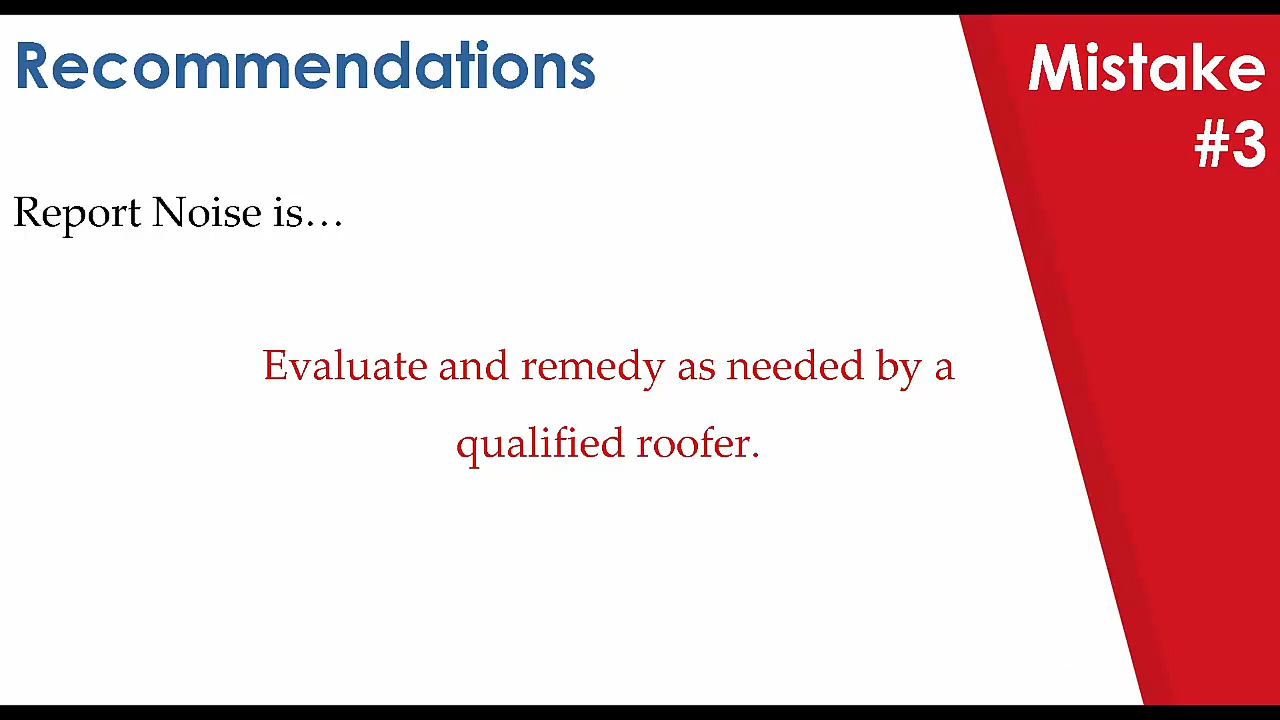 Recommendations
Mistake
#3
Report Noise is…
Evaluate and remedy as needed by a
qualified roofer.